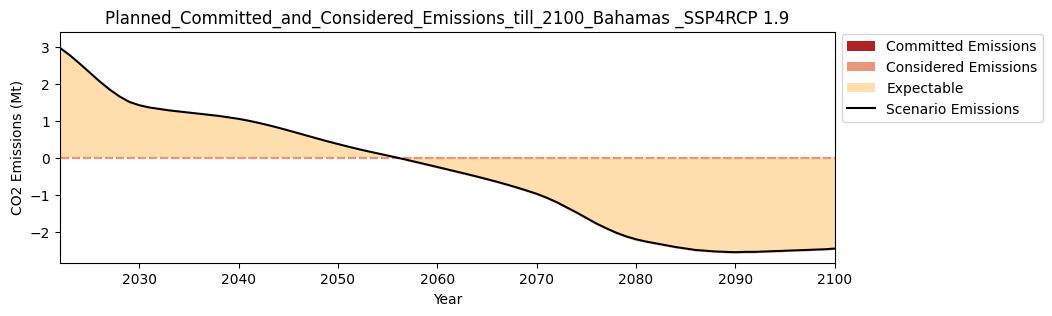 Planned_Committed_and_Considered_Emissions_till_2100_Bahamas _SSP4RCP 1.9
Committed Emissions
Considered Emissions
Expectable
Scenario Emissions
CO2 Emissions (Mt)
3
2
1
0
−1
−2
2030 2040 2050 2060 2070 2080 2090 2100
Year